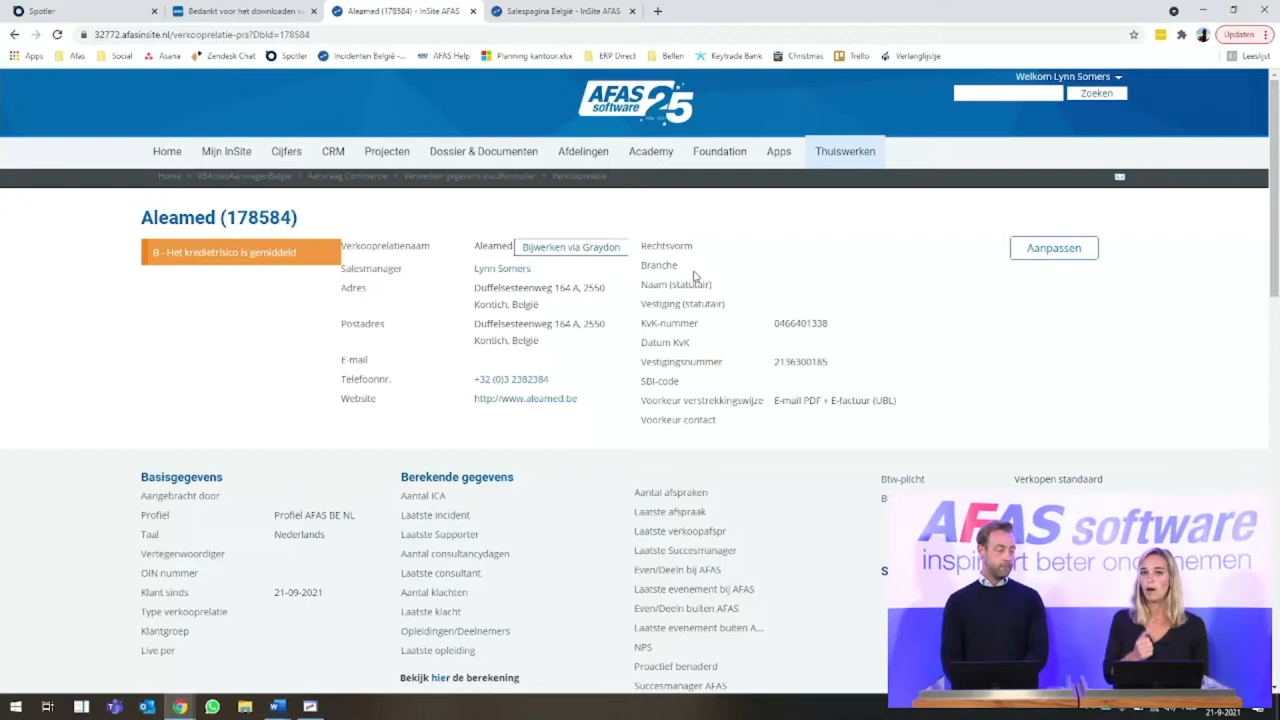 Spotler
Bedankt voor het downloaden v
Aleamed (178584) - InSite AFAS
Salespagina België - InSite AFAS
32772.afasinsite.nl/verkooprelatie-prs?DbId=178584
Updaten
Apps
Afas
Social
Asana
Zendesk Chat
Spotler
Incidenten België -...
AFAS Help
Planning kantoor.xlsx
ERP Direct
Bellen
Keytrade Bank
Christmas
Trello
Verlanglijstje
Leeslijst
Welkom Lynn Somers
AFAS software 25
Zoeken
Home
Mijn InSite
Cijfers
CRM
Projecten
Dossier & Documenten
Afdelingen
Academy
Foundation
Apps
Thuiswerken
Home > VBAccesAanvragenBelgie > Aanvraag Commercie > Verwerken gegevens invulformulier > Verkooprelatie
Aleamed (178584)
B - Het kredietrisico is gemiddeld
Verkooprelatienaam Aleamed Bijwerken via Graydon
Salesmanager Lynn Somers
Adres Duffelsesteenweg 164 A, 2550
Kontich, België
Postadres Duffelsesteenweg 164 A, 2550
Kontich, België
E-mail
Telefoonnr. +32 (0)3 2382384
Website http://www.aleamed.be
Rechtsvorm
Branche
Naam (statutair)
Vestiging (statutair)
KvK-nummer 0466401338
Datum KvK
Vestigingsnummer 2136300185
SBI-code
Voorkeur verstrekkingswijze E-mail PDF + E-factuur (UBL)
Voorkeur contact
Aanpassen
Basisgegevens
Aangebracht door
Profiel Profiel AFAS BE NL
Taal Nederlands
Vertegenwoordiger
OIN nummer
Klant sinds 21-09-2021
Type verkooprelatie
Klantgroep
Live per
Berekende gegevens
Aantal ICA
Laatste incident
Laatste Supporter
Aantal consultancydagen
Laatste consultant
Aantal klachten
Laatste klacht
Opleidingen/Deelnemers
Laatste opleiding
Bekijk hier de berekening
Aantal afspraken
Laatste afspraak
Laatste verkoopafspr
Laatste Succesmanager
Even/Deeln bij AFAS
Laatste evenement bij AFAS
Even/Deeln buiten AFAS
Laatste evenement buiten A...
NPS
Proactief benaderd
Succesmanager AFAS
Btw-plicht Verkopen standaard
B
S
AFAS software
inspireert beter ondernemen
21-9-2021